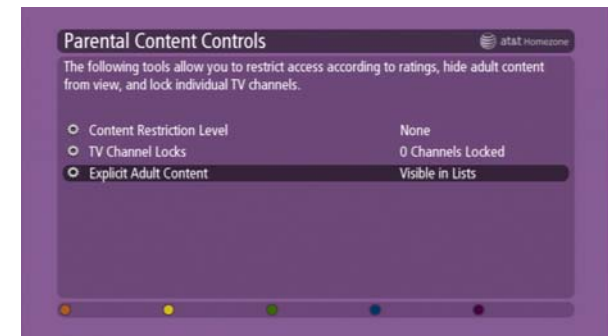 Parental Content Controls
at&t Homezone
The following tools allow you to restrict access according to ratings, hide adult content
from view, and lock individual TV channels.
Content Restriction Level None
TV Channel Locks 0 Channels Locked
Explicit Adult Content Visible in Lists